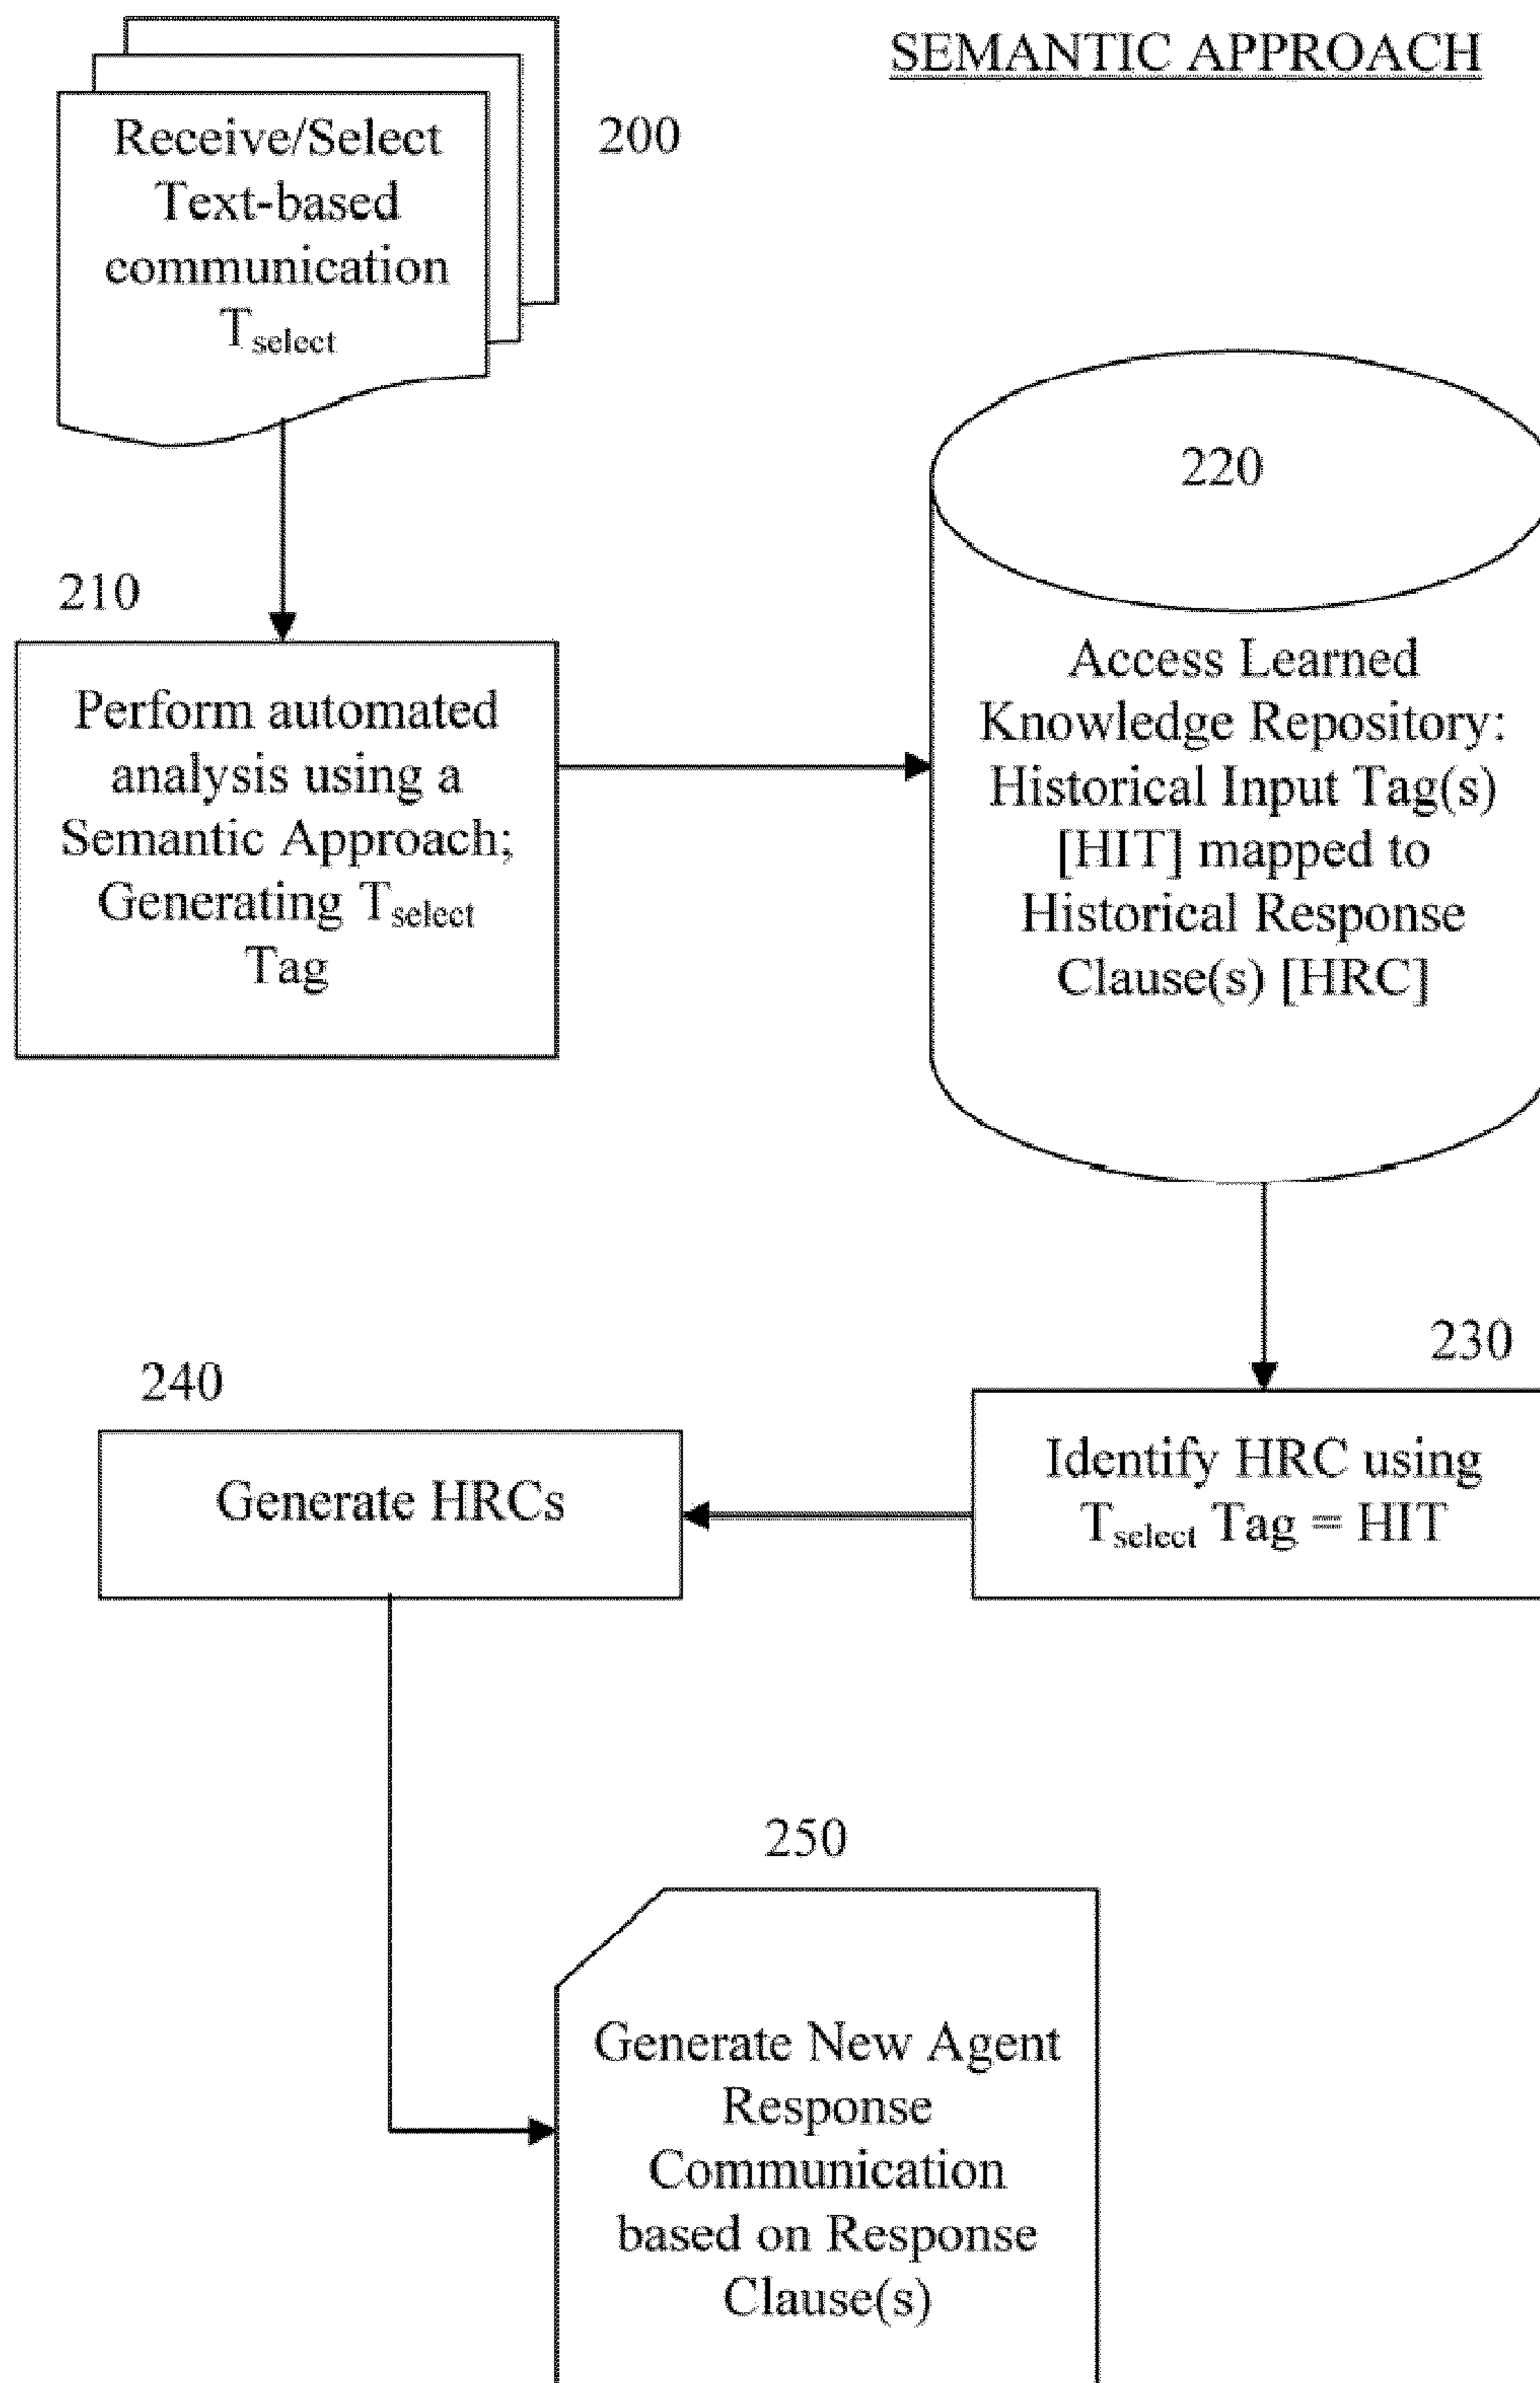 SEMANTIC APPROACH
200
Receive/Select
Text-based
communication
Tselect
210
Perform automated
analysis using a
Semantic Approach;
Generating Tselect
Tag
220
Access Learned
Knowledge Repository:
Historical Input Tag(s)
[HIT] mapped to
Historical Response
Clause(s) [HRC]
230
Identify HRC using
Tselect Tag = HIT
240
Generate HRCs
250
Generate New Agent
Response
Communication
based on Response
Clause(s)